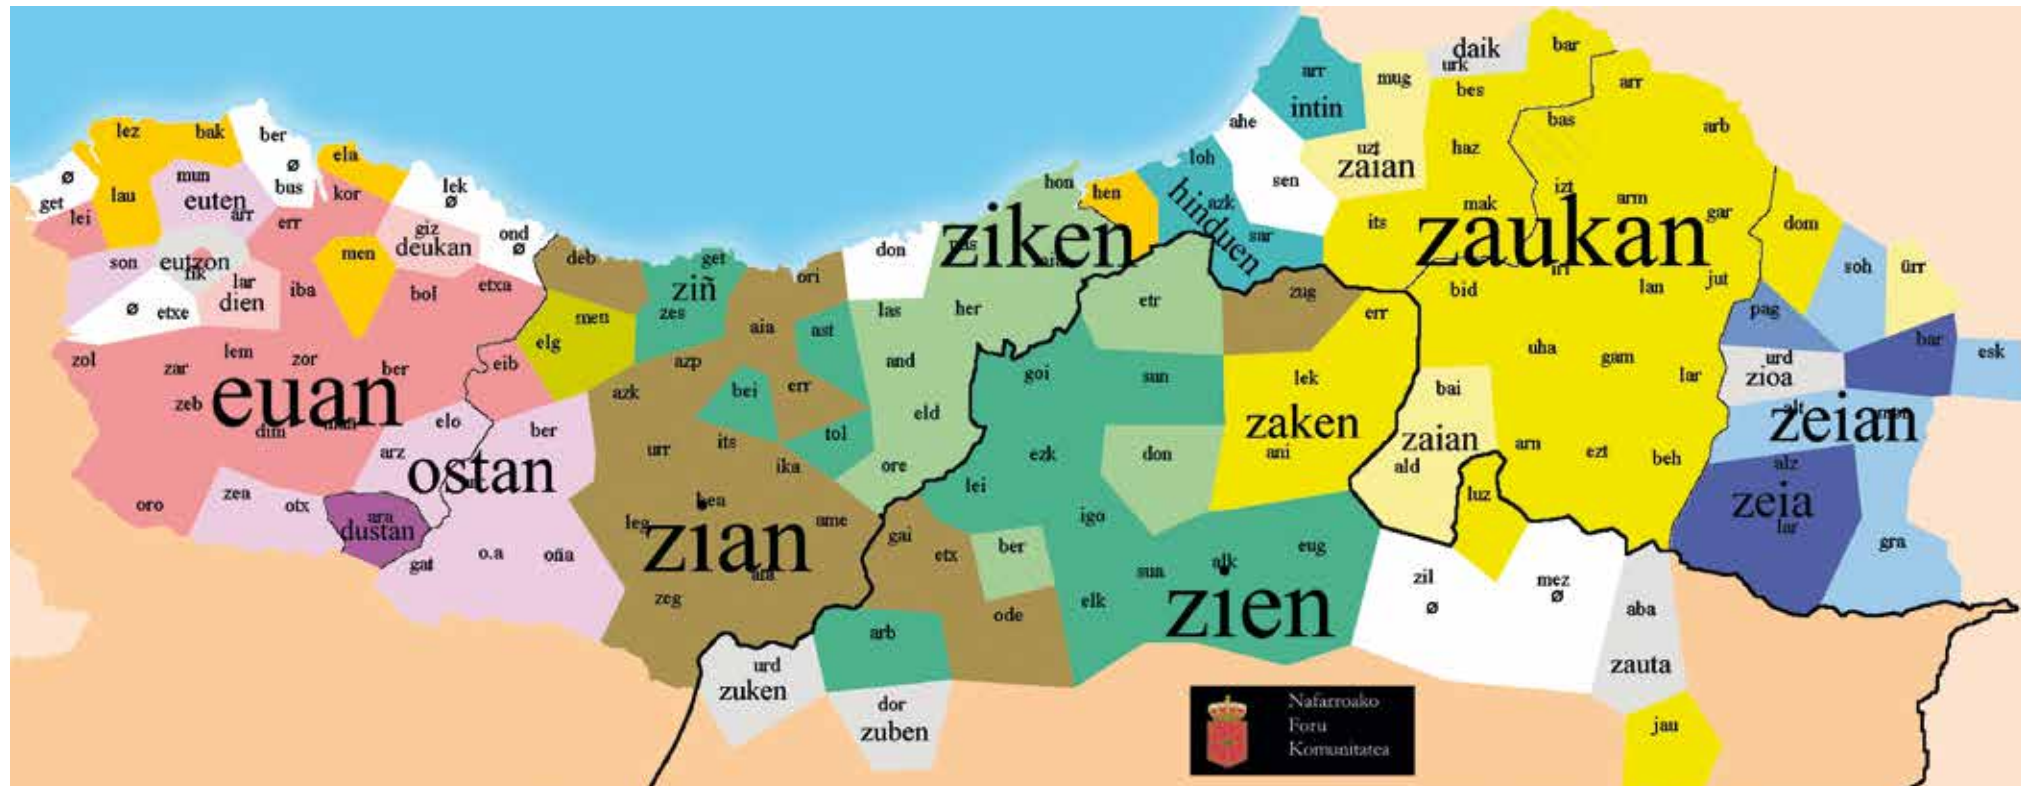 lez
bak
ber
Ø
bus
ela
kor
lek
Ø
Ø
get
lei
lau
mun
euten
arr
err
giz
deukan
ond
Ø
son
eutzon
lar
dien
men
iba
bol
etxa
Ø
etxe
zol
zar
lem
zor
ber
zeb
euan
dim
elo
arz
ostan
ber
oro
zea
otx
ara
dustan
gat
o.a
oña
deb
get
ziñ
zes
ori
men
elg
eib
aia
ast
azp
azk
bei
err
urr
its
tol
ika
bea
leg
zian
ame
ara
zeg
don
hon
ziken
las
her
and
eld
ore
hen
loh
hinduen
azk
sar
ahe
sen
arr
intin
mug
uzt
zaian
daik
urk
bes
bar
arr
bas
arb
haz
izt
mak
arm
gar
its
zaukan
bid
lan
jut
uha
gam
lar
bai
zaian
ald
arn
ezt
beh
luz
dom
soh
ürr
pag
bar
esk
urd
zioa
alt
zeian
alz
zeia
lar
gra
etr
zug
err
goi
sun
lek
zaken
ani
ezk
don
lei
igo
gai
etx
ber
sun
alk
eug
elk
zien
ode
arb
urd
zuken
dor
zuben
zil
Ø
mez
Ø
aba
zauta
jau
Nafarroako
Foru
Komunitatea